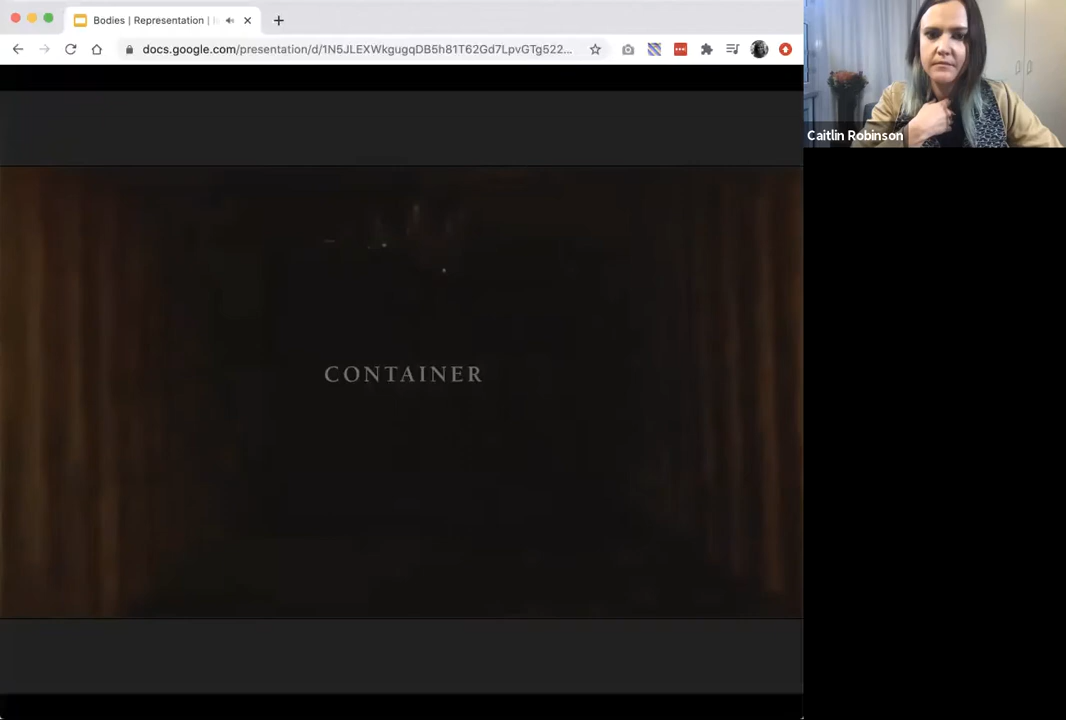 Bodies | Representation |
docs.google.com/presentation/d/1N5JLEXWkgugqDB5h81T62Gd7LpvGTg522...
Caitlin Robinson
CONTAINER